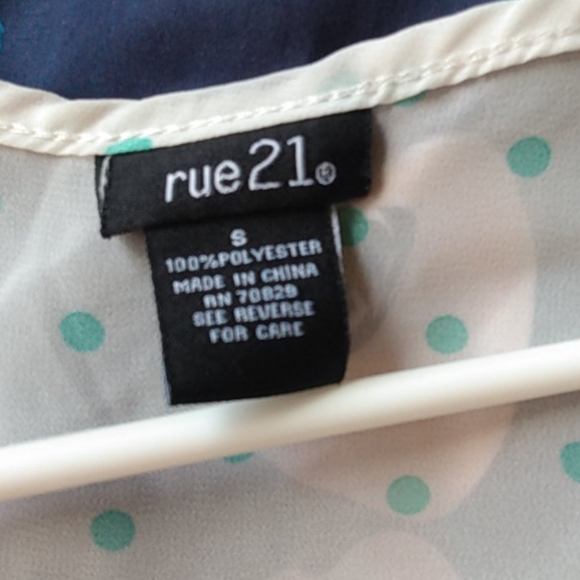 rue21®
S
100%POLYESTER
MADE IN CHINA
RN 70829
SEE REVERSE
FOR CARE